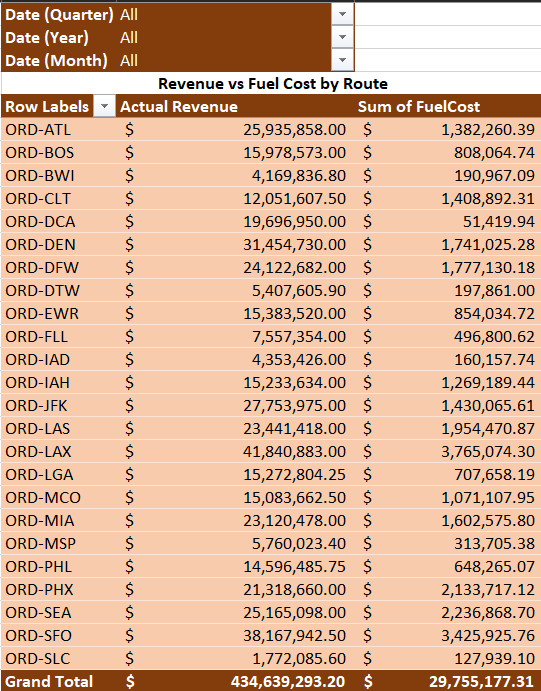 Date (Quarter) All
Date (Year) All
Date (Month) All
Revenue vs Fuel Cost by Route
Row Labels Actual Revenue Sum of FuelCost
ORD-ATL $ 25,935,858.00 $ 1,382,260.39
ORD-BOS $ 15,978,573.00 $ 808,064.74
ORD-BWI $ 4,169,836.80 $ 190,967.09
ORD-CLT $ 12,051,607.50 $ 1,408,892.31
ORD-DCA $ 19,696,950.00 $ 51,419.94
ORD-DEN $ 31,454,730.00 $ 1,741,025.28
ORD-DFW $ 24,122,682.00 $ 1,777,130.18
ORD-DTW $ 5,407,605.90 $ 197,861.00
ORD-EWR $ 15,383,520.00 $ 854,034.72
ORD-FLL $ 7,557,354.00 $ 496,800.62
ORD-IAD $ 4,353,426.00 $ 160,157.74
ORD-IAH $ 15,233,634.00 $ 1,269,189.44
ORD-JFK $ 27,753,975.00 $ 1,430,065.61
ORD-LAS $ 23,441,418.00 $ 1,954,470.87
ORD-LAX $ 41,840,883.00 $ 3,765,074.30
ORD-LGA $ 15,272,804.25 $ 707,658.19
ORD-MCO $ 15,083,662.50 $ 1,071,107.95
ORD-MIA $ 23,120,478.00 $ 1,602,575.80
ORD-MSP $ 5,760,023.40 $ 313,705.38
ORD-PHL $ 14,596,485.75 $ 648,265.07
ORD-PHX $ 21,318,660.00 $ 2,133,717.12
ORD-SEA $ 25,165,098.00 $ 2,236,868.70
ORD-SFO $ 38,167,942.50 $ 3,425,925.76
ORD-SLC $ 1,772,085.60 $ 127,939.10
Grand Total $ 434,639,293.20 $ 29,755,177.31